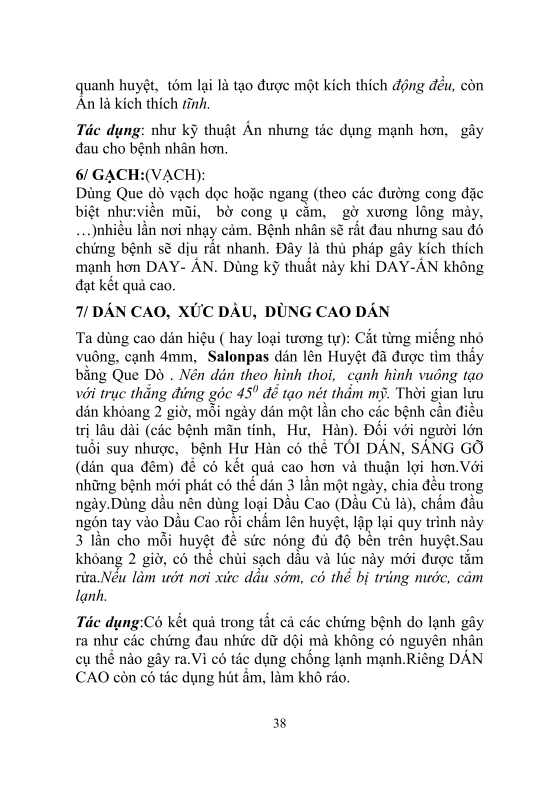 quanh huyệt,  tóm lại là tạo được một kích thích động đều, còn
Ấn là kích thích tĩnh.
Tác dụng: như kỹ thuật Ấn nhưng tác dụng mạnh hơn,  gây
đau cho bệnh nhân hơn.
6/ GẠCH:(VẠCH):
Dùng Que dò vạch dọc hoặc ngang (theo các đường cong đặc
biệt như:viền mũi,  bờ cong ụ cằm,  gờ xương lông mày,
…)nhiều lần nơi nhạy cảm. Bệnh nhân sẽ rất đau nhưng sau đó
chứng bệnh sẽ dịu rất nhanh. Đây là thủ pháp gây kích thích
mạnh hơn DAY- ẤN. Dùng kỹ thuất này khi DAY-ẤN không
đạt kết quả cao.
7/ DÁN CAO,  XỨC DẦU,  DÙNG CAO DÁN
Ta dùng cao dán hiệu ( hay loại tương tự): Cắt từng miếng nhỏ
vuông, cạnh 4mm,  Salonpas dán lên Huyệt đã được tìm thấy
bằng Que Dò . Nên dán theo hình thoi,  cạnh hình vuông tạo
với trục thẳng đứng góc 45⁰ để tạo nét thẩm mỹ. Thời gian lưu
dán khỏang 2 giờ, mỗi ngày dán một lần cho các bệnh cần điều
trị lâu dài (các bệnh mãn tính,  Hư,  Hàn). Đối với người lớn
tuổi suy nhược,  bệnh Hư Hàn có thể TỐI DÁN, SÁNG GỠ
(dán qua đêm) để có kết quả cao hơn và thuận lợi hơn.Với
những bệnh mới phát có thể dán 3 lần một ngày, chia đều trong
ngày.Dùng dầu nên dùng loại Dầu Cao (Dầu Cù là), chấm đầu
ngón tay vào Dầu Cao rồi chấm lên huyệt, lập lại quy trình này
3 lần cho mỗi huyệt đề sức nóng đủ độ bền trên huyệt.Sau
khoảng 2 giờ, có thể chùi sạch dầu và lúc này mới được tắm
rửa.Nếu làm ướt nơi xức dầu sớm, có thể bị trúng nước, cảm
lạnh.
Tác dụng:Có kết quả trong tất cả các chứng bệnh do lạnh gây
ra như các chứng đau nhức dữ dội mà không có nguyên nhân
cụ thể nào gây ra.Vì có tác dụng chống lạnh mạnh.Riêng DÁN
CAO còn có tác dụng hút ẩm, làm khô ráo.
38